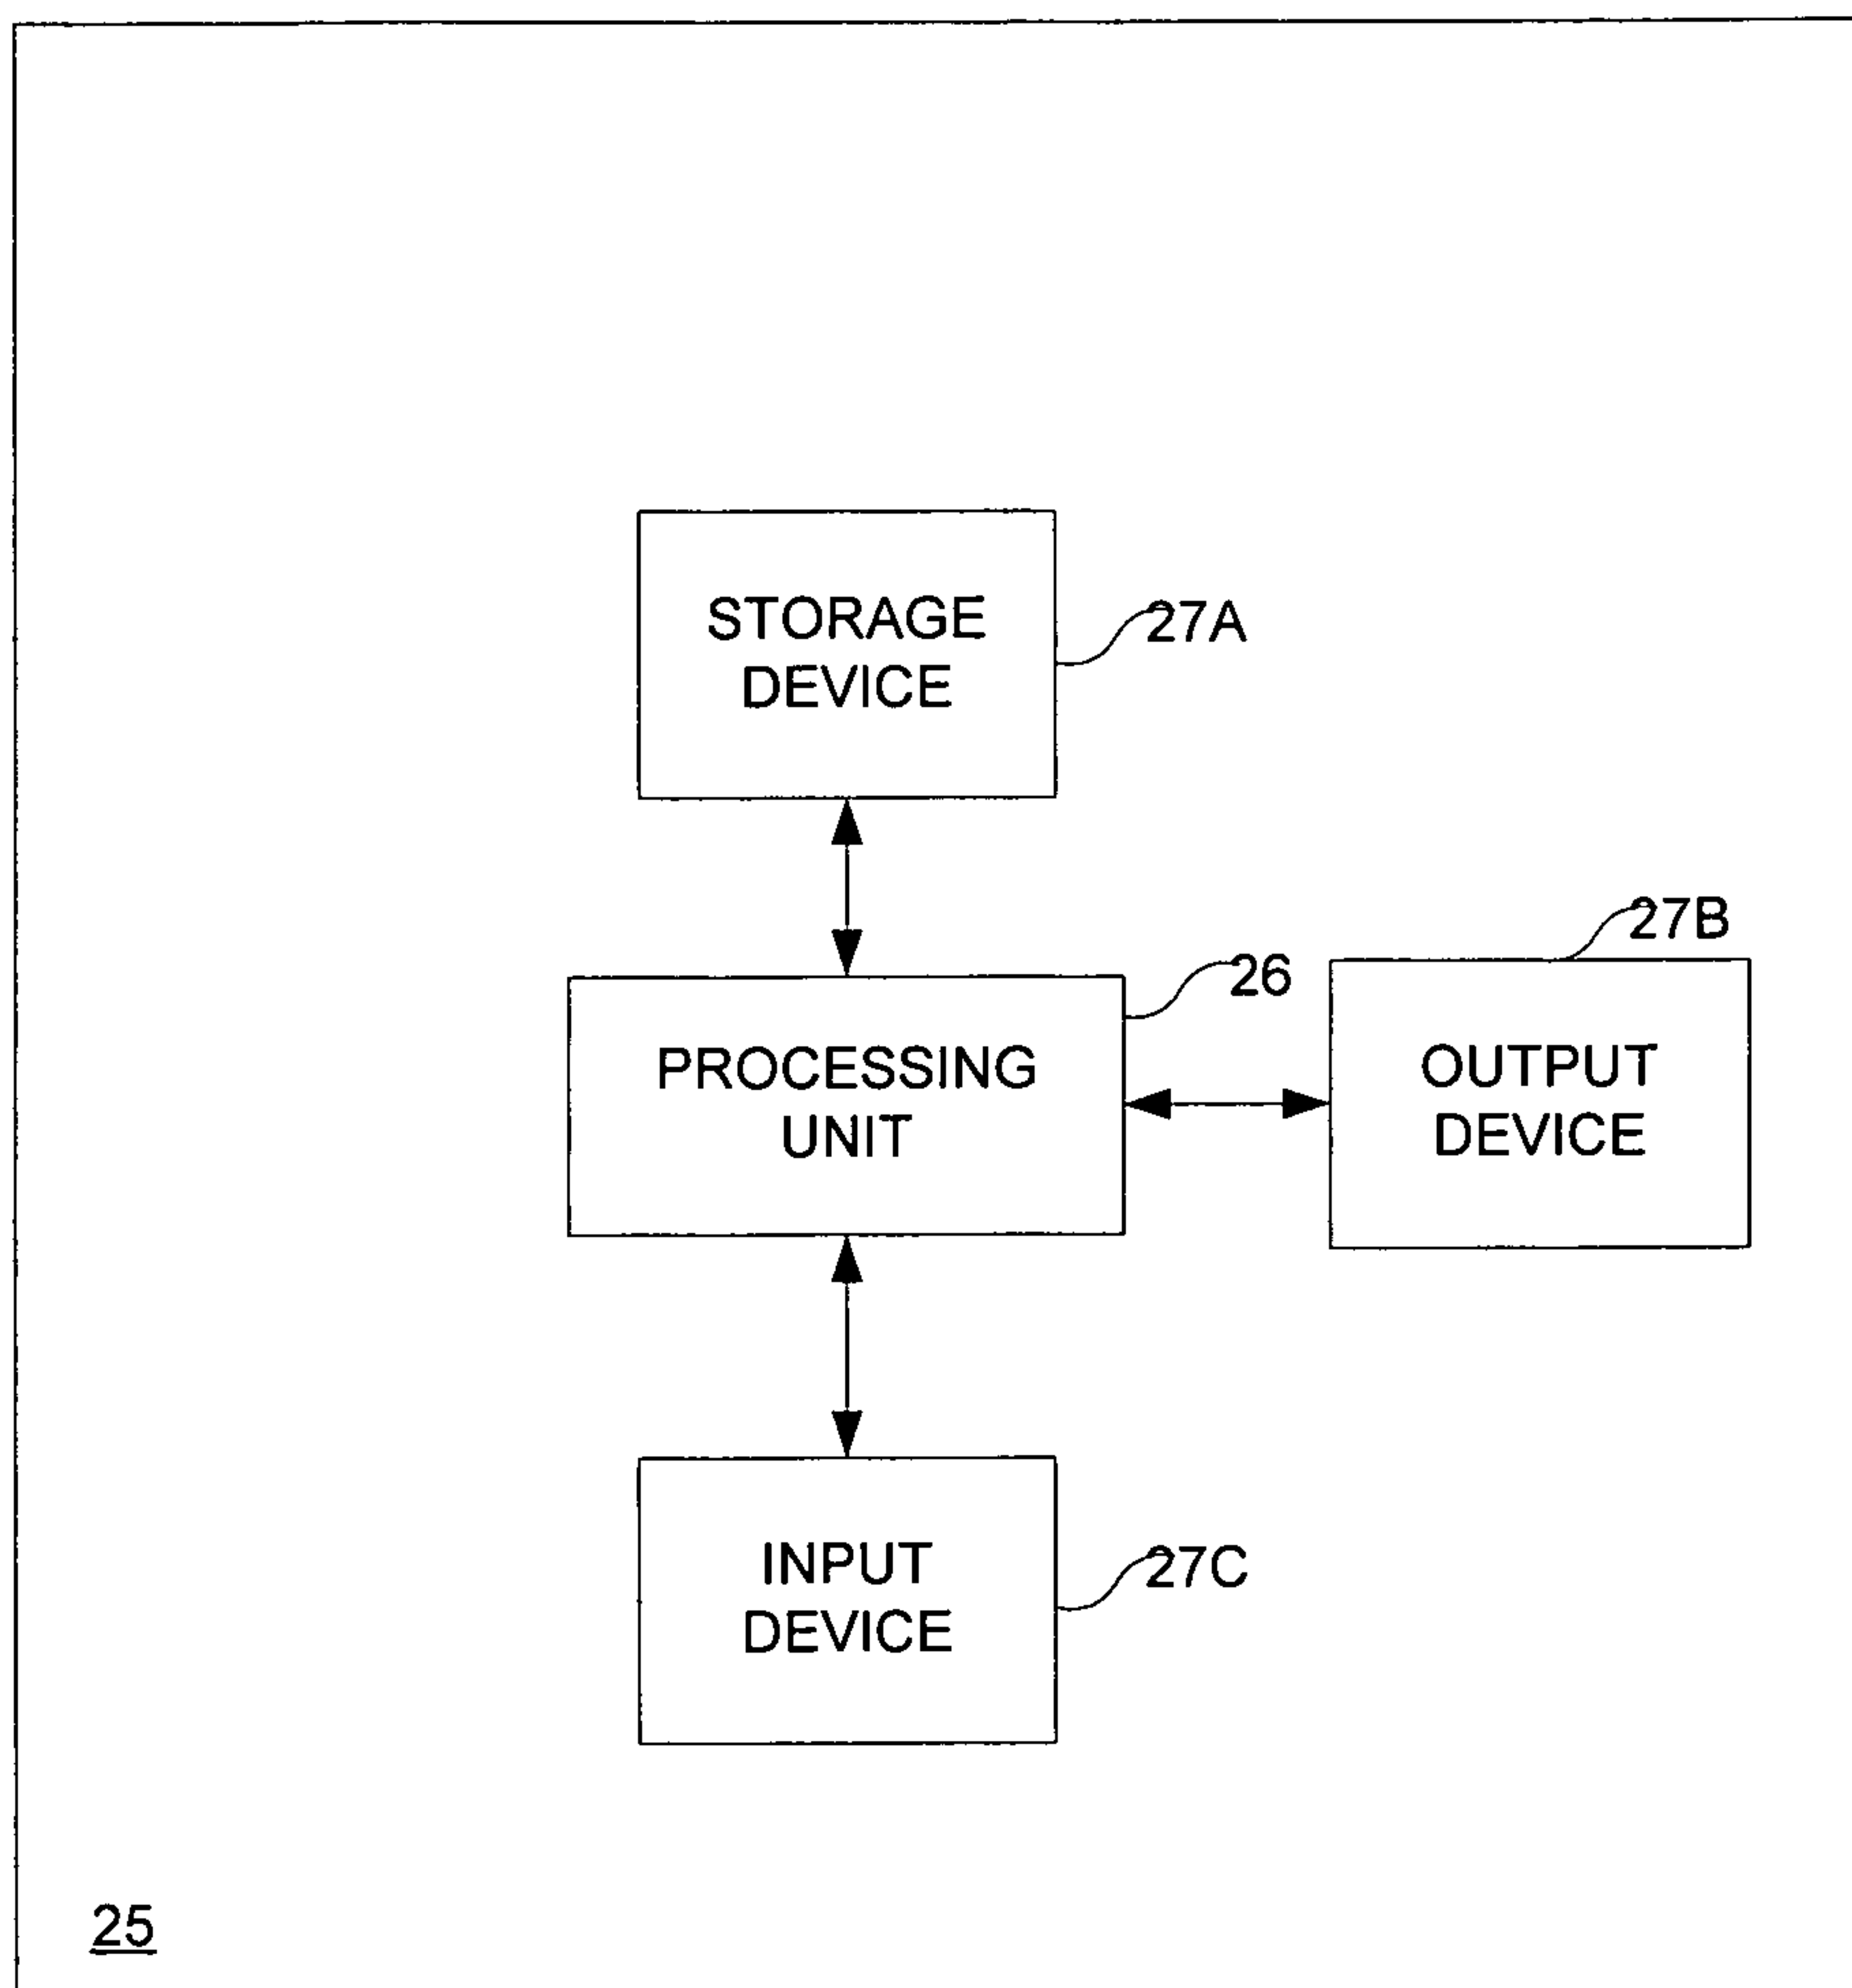 STORAGE
DEVICE
27A
27B
26
PROCESSING
UNIT
OUTPUT
DEVICE
INPUT
DEVICE
27C
25